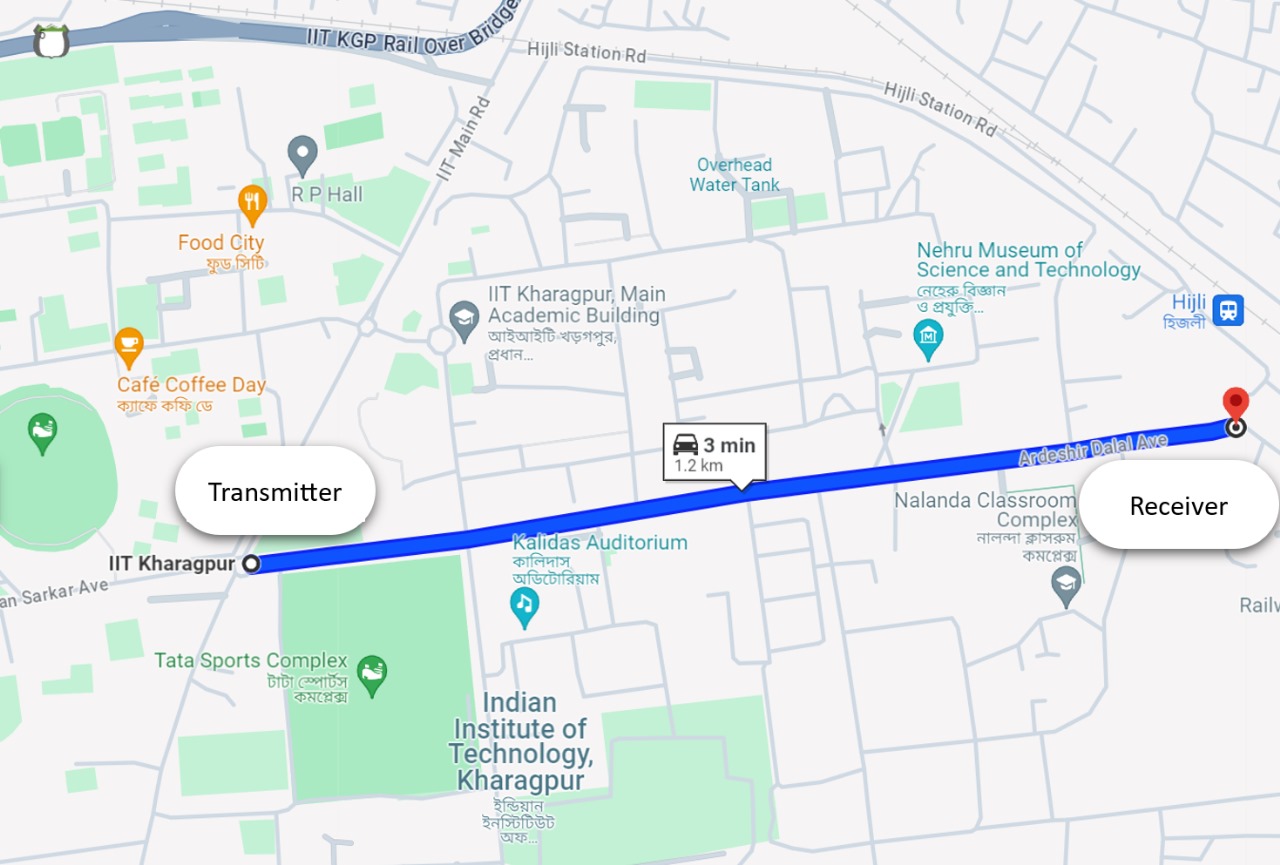 IIT KGP Rail Over Bridge
Hijli Station Rd
Hijli Station Rd
IIT Main Rd
R P Hall
Overhead
Water Tank
Food City
ফুড সিটি
Nehru Museum of
Science and Technology
নেহেরু বিজ্ঞান
ও প্রযুক্তি...
IIT Kharagpur, Main
Academic Building
আইআইটি খড়গপুর,
প্রধান...
Hijli
হিজলী
Café Coffee Day
ক্যাফে কফি ডে
3 min
1.2 km
Ardeshir Dalal Ave
Transmitter
Receiver
Nalanda Classroom
Complex
নালন্দা ক্লাসরুম
কমপ্লেক্স
IIT Kharagpur
Kalidas Auditorium
কালিদাস
অডিটোরিয়াম
an Sarkar Ave
Railw
Tata Sports Complex
টাটা স্পোর্টস
কমপ্লেক্স
Indian
Institute of
Technology,
Kharagpur
ইন্ডিয়ান
ইনস্টিটিউট
অফ...